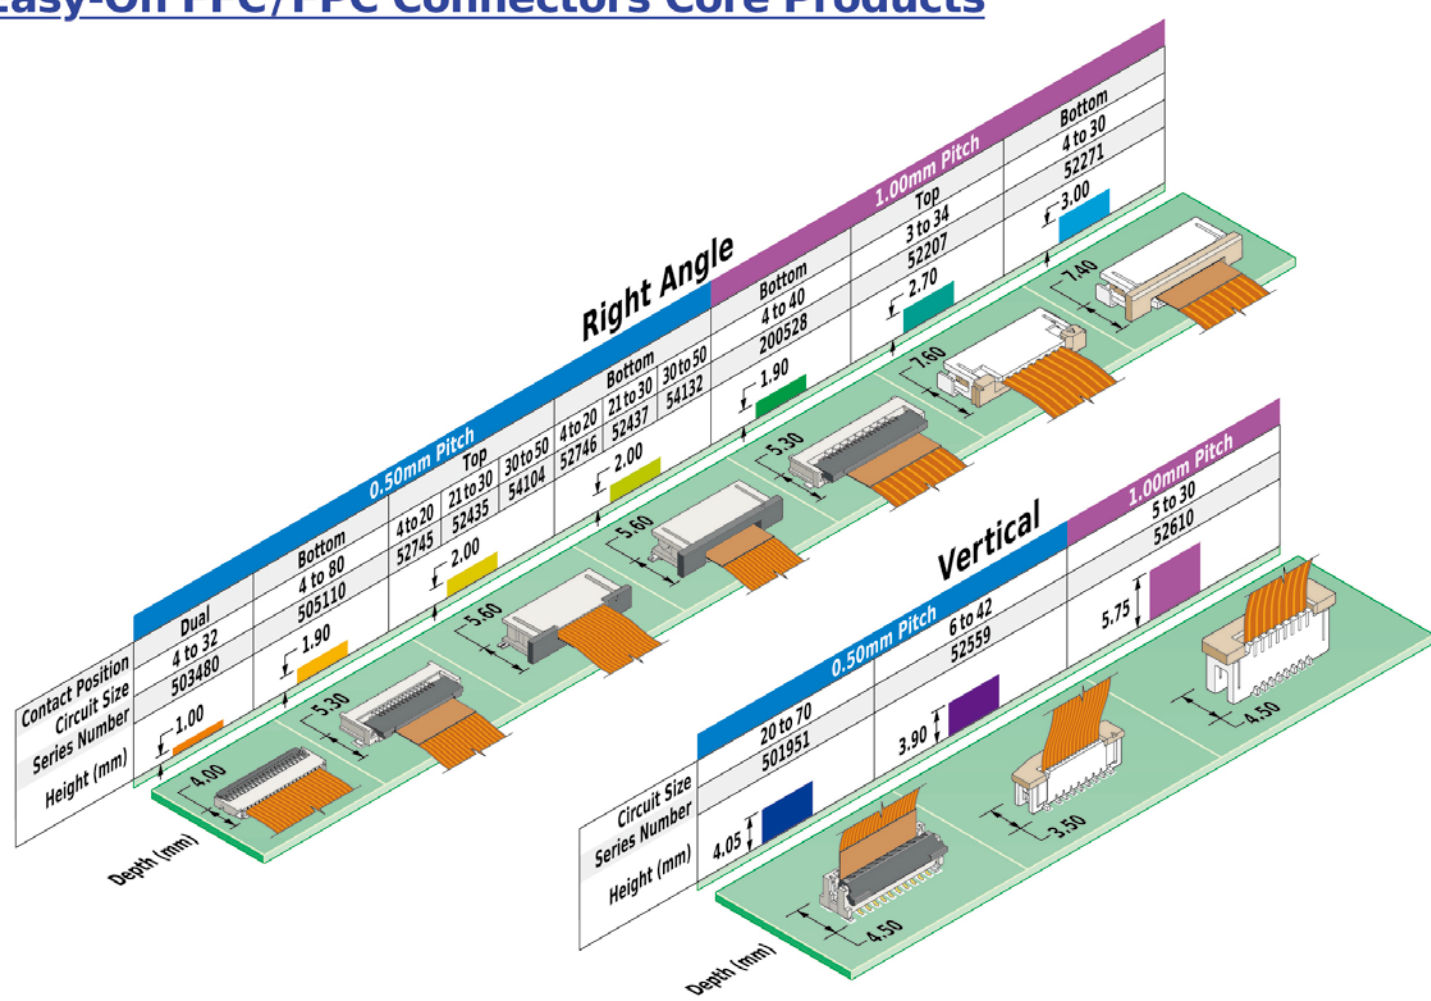 Easy-On FFC/FPC Connectors Core Products
Right Angle
0.50mm Pitch
1.00mm Pitch
Contact Position
Dual
Bottom
Top
Bottom
Bottom
Top
Bottom
Circuit Size
4 to 32
4 to 80
4 to 20
21 to 30
30 to 50
4 to 20
21 to 30
30 to 50
4 to 40
3 to 34
4 to 30
Series Number
503480
505110
52745
52435
54104
52746
52437
54132
200528
52207
52271
Height (mm)
1.00
1.90
2.00
2.00
1.90
2.70
3.00
Depth (mm)
4.00
5.30
5.60
5.60
5.30
7.60
7.40
Vertical
0.50mm Pitch
1.00mm Pitch
Circuit Size
20 to 70
6 to 42
5 to 30
Series Number
501951
52559
52610
Height (mm)
4.05
3.90
5.75
Depth (mm)
4.50
3.50
4.50